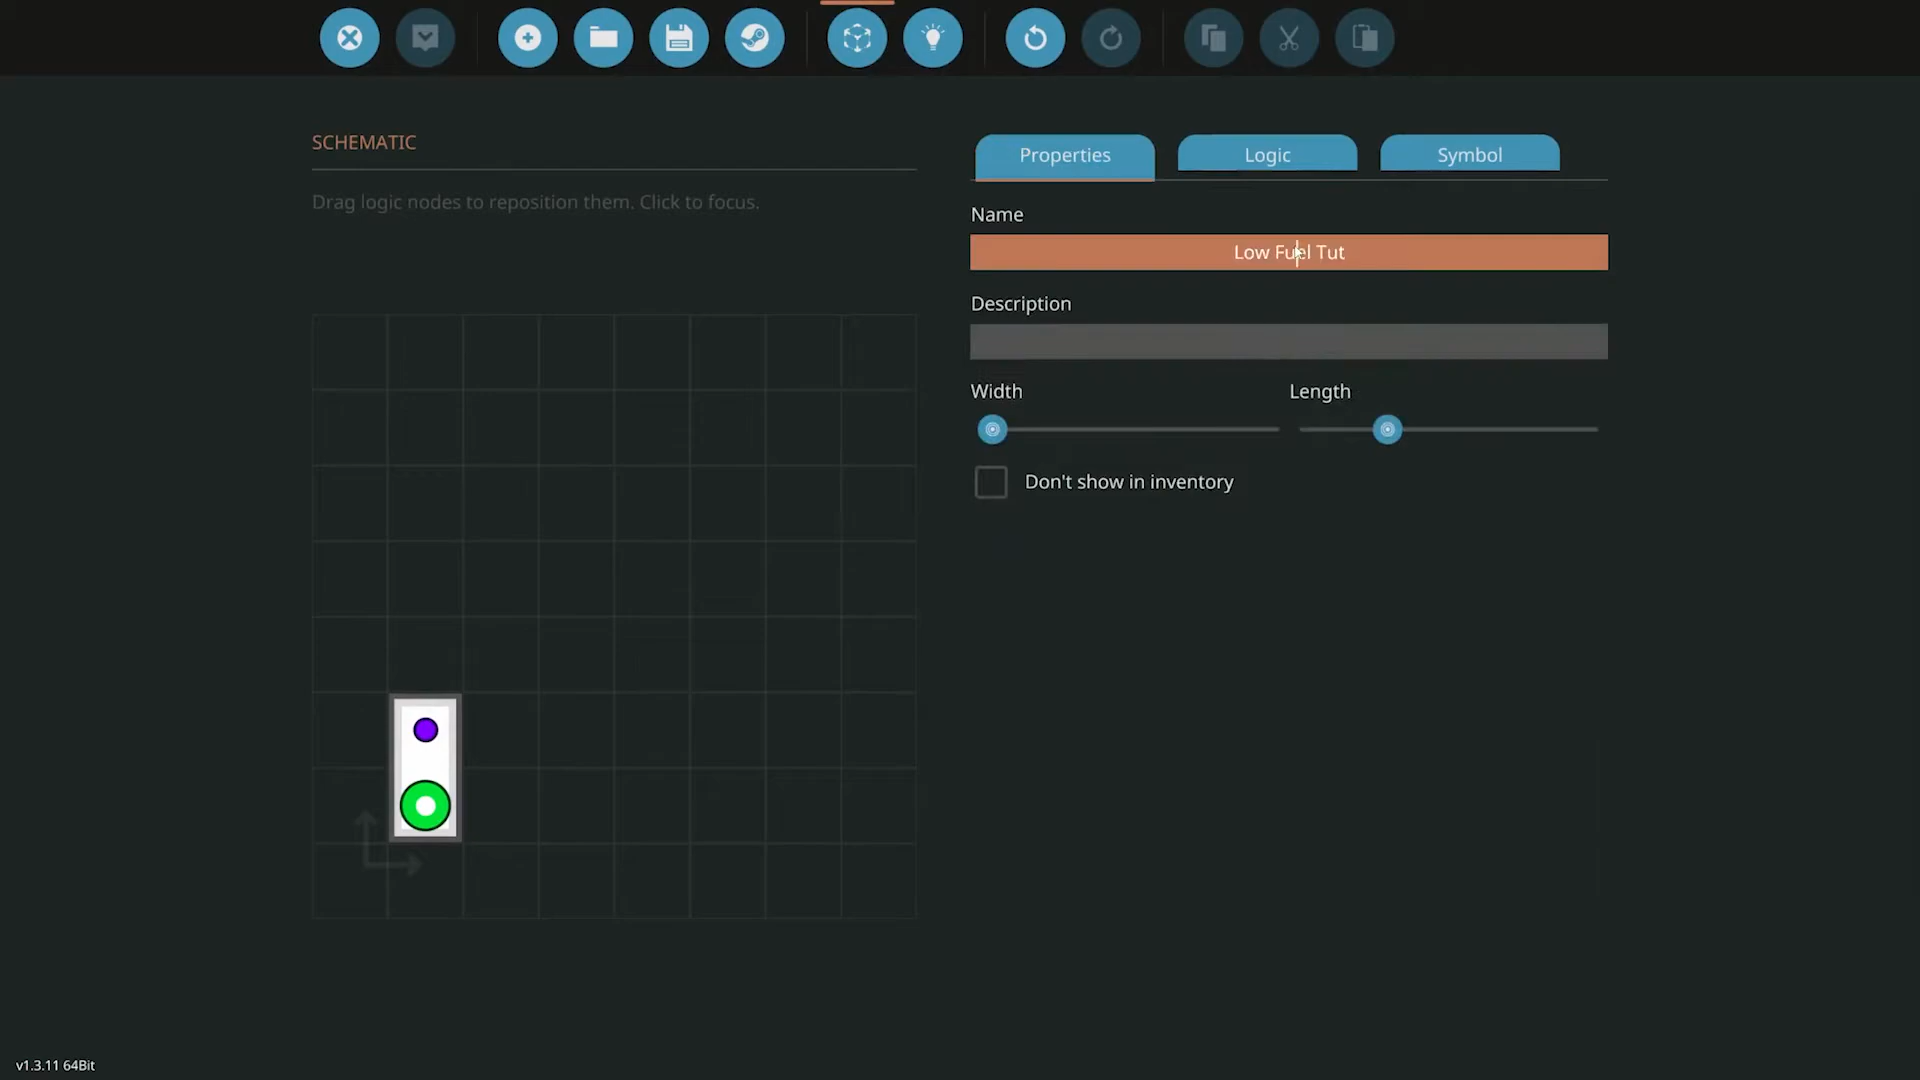 SCHEMATIC
Drag logic nodes to reposition them. Click to focus.
Properties
Logic
Symbol
Name
Low Fuel Tut
Description
Width
Length
Don't show in inventory
v1.3.11 64Bit